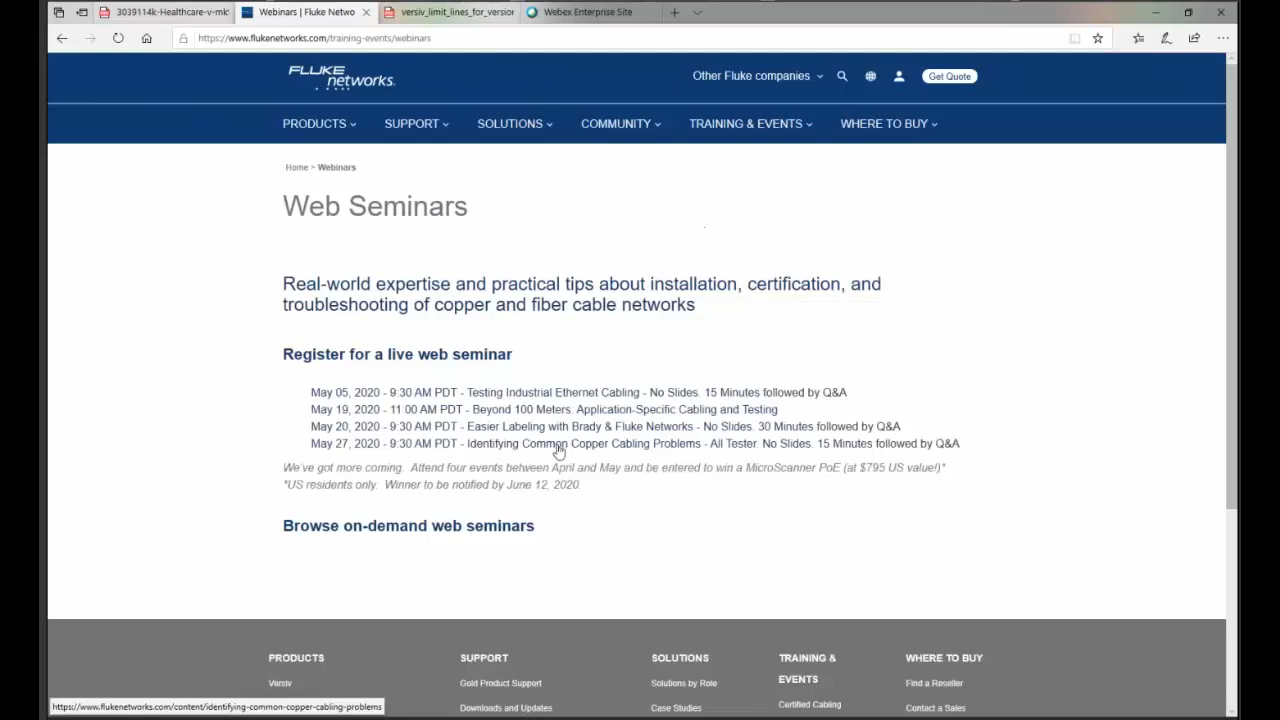 3039114k-Healthcare-v-mkt
Webinars | Fluke Netwo
versiv_limit_lines_for_version
Webex Enterprise Site
https://www.flukenetworks.com/training-events/webinars
FLUKE networks®
Other Fluke companies
Get Quote
PRODUCTS SUPPORT SOLUTIONS COMMUNITY TRAINING & EVENTS WHERE TO BUY
Home > Webinars
Web Seminars
Real-world expertise and practical tips about installation, certification, and
troubleshooting of copper and fiber cable networks
Register for a live web seminar
May 05, 2020 - 9:30 AM PDT - Testing Industrial Ethernet Cabling - No Slides. 15 Minutes followed by Q&A
May 19, 2020 - 11:00 AM PDT - Beyond 100 Meters. Application-Specific Cabling and Testing
May 20, 2020 - 9:30 AM PDT - Easier Labeling with Brady & Fluke Networks - No Slides. 30 Minutes followed by Q&A
May 27, 2020 - 9:30 AM PDT - Identifying Common Copper Cabling Problems - All Tester. No Slides. 15 Minutes followed by Q&A
We've got more coming. Attend four events between April and May and be entered to win a MicroScanner PoE (at $795 US value!)*
*US residents only. Winner to be notified by June 12, 2020.
Browse on-demand web seminars
PRODUCTS
Versiv
SUPPORT
Gold Product Support
Downloads and Updates
SOLUTIONS
Solutions by Role
Case Studies
TRAINING &
EVENTS
Certified Cabling
WHERE TO BUY
Find a Reseller
Contact a Sales
https://www.flukenetworks.com/content/identifying-common-copper-cabling-problems